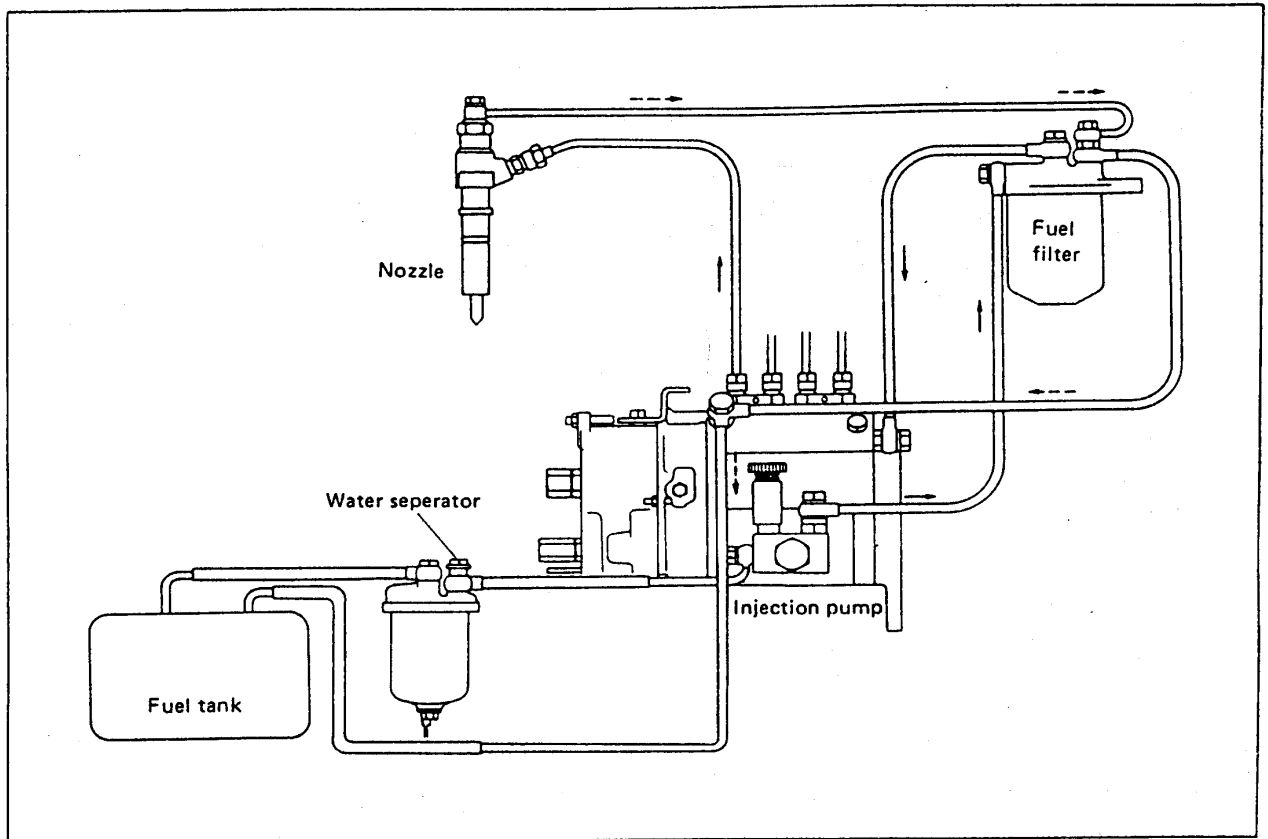 Fuel
filter
Nozzle
Water seperator
Injection pump
Fuel tank